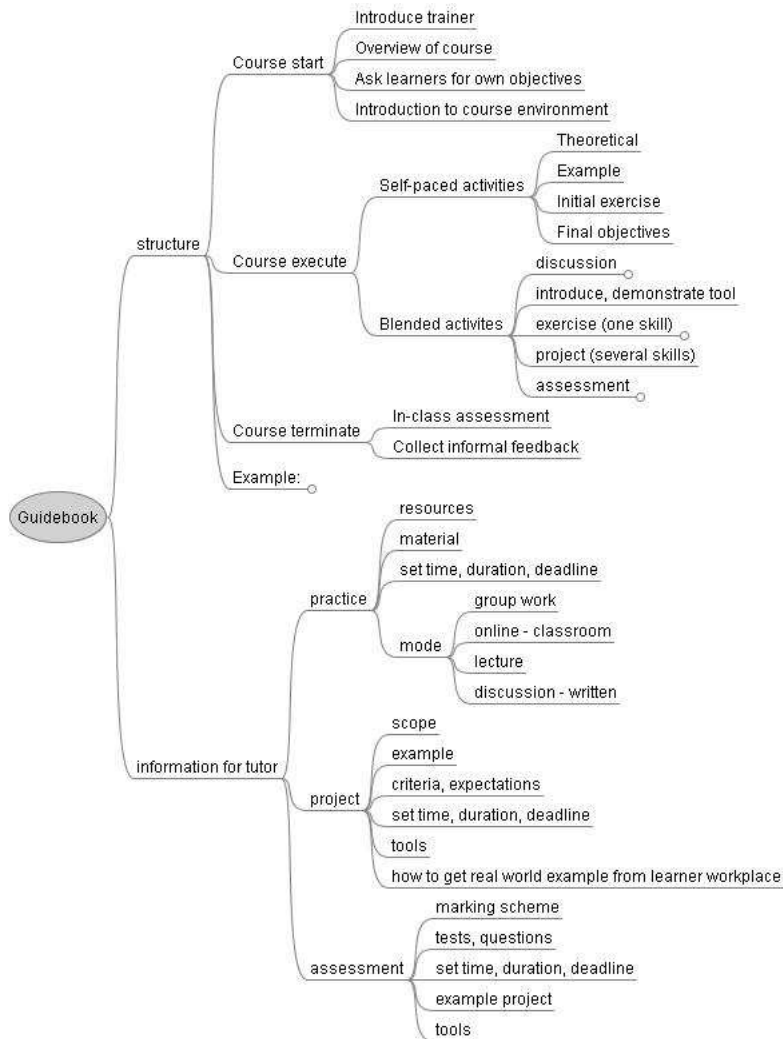 Introduce trainer
Overview of course
Course start
Ask learners for own objectives
Introduction to course environment
Theoretical
Example
Self-paced activities
Initial exercise
Final objectives
structure
Course execute
discussion
introduce, demonstrate tool
Blended activites
exercise (one skill)
project (several skills)
assessment
In-class assessment
Course terminate
Collect informal feedback
Example:
Guidebook
resources
material
set time, duration, deadline
practice
group work
online - classroom
mode
lecture
discussion - written
information for tutor
scope
example
criteria, expectations
project
set time, duration, deadline
tools
how to get real world example from learner workplace
marking scheme
tests, questions
assessment
set time, duration, deadline
example project
tools